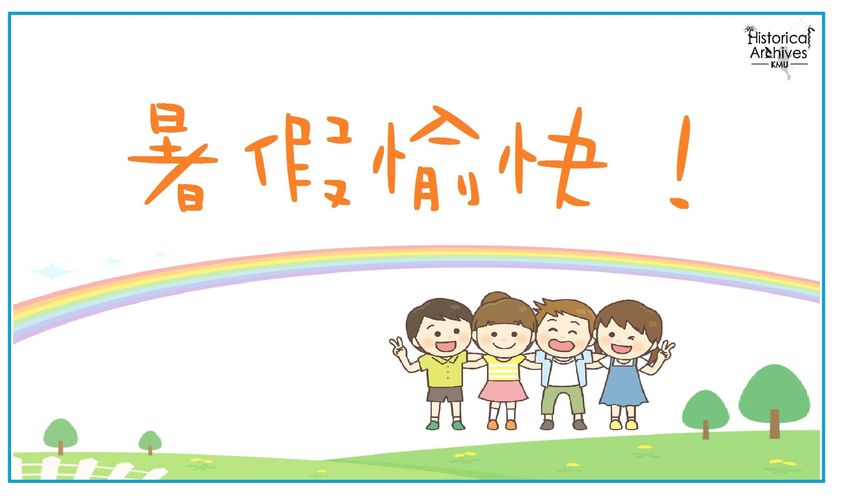 Historical
Archives
KMU
暑假愉快！